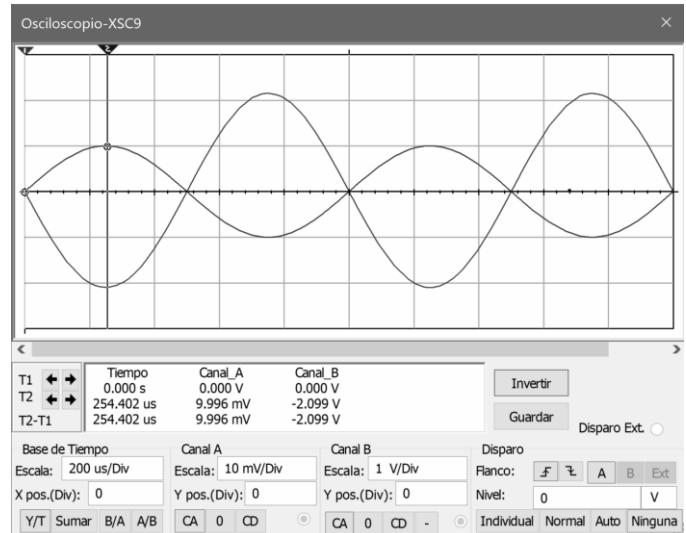 Osciloscopio-XSC9
1
2
Tiempo Canal_A Canal_B
T1 0.000 s 0.000 V 0.000 V
T2 254.402 us 9.996 mV -2.099 V
T2-T1 254.402 us 9.996 mV -2.099 V
Invertir
Guardar
Disparo Ext.
Base de Tiempo Canal A Canal B Disparo
Escala: 200 us/Div Escala: 10 mV/Div Escala: 1 V/Div Flanco: A B Ext
X pos.(Div): 0 Y pos.(Div): 0 Y pos.(Div): 0 Nivel: 0 V
Y/T Sumar B/A A/B CA 0 CD CA 0 CD - Individual Normal Auto Ninguna